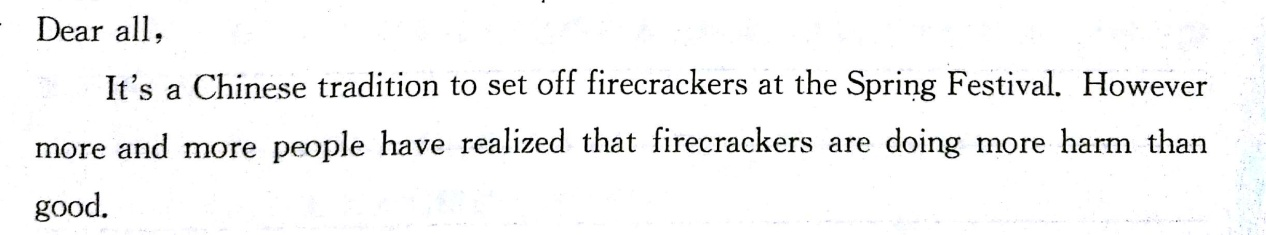 Dear all,
It's a Chinese tradition to set off firecrackers at the Spring Festival. However
more and more people have realized that firecrackers are doing more harm than
good.